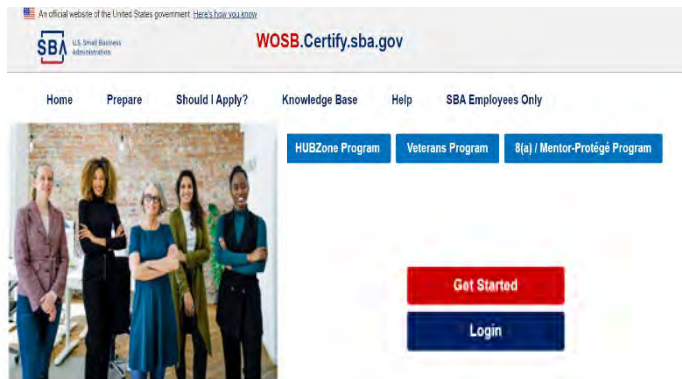 An official website of the United States government Here's how you know
SBA U.S. Small Business Administration
WOSB.Certify.sba.gov
Home Prepare Should I Apply? Knowledge Base Help SBA Employees Only
HUBZone Program Veterans Program 8(a) / Mentor-Protégé Program
Get Started
Login